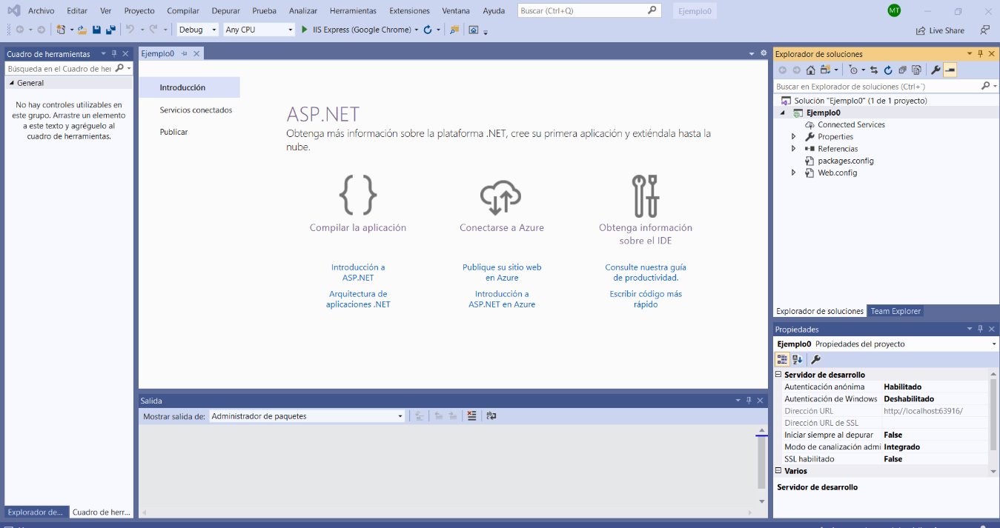 Archivo Editar Ver Proyecto Compilar Depurar Prueba Analizar Herramientas Extensiones Ventana Ayuda Buscar (Ctrl+Q) Ejemplo0 MT
Debug Any CPU IIS Express (Google Chrome) Live Share
Cuadro de herramientas
Búsqueda en el Cuadro de her
General
No hay controles utilizables en
este grupo. Arrastre un elemento
a este texto y agréguelo al
cuadro de herramientas.
Explorador de... Cuadro de herr...
Ejemplo0
Introducción
Servicios conectados
Publicar
ASP.NET
Obtenga más información sobre la plataforma .NET, cree su primera aplicación y extiéndala hasta la
nube.
Compilar la aplicación
Introducción a
ASP.NET
Arquitectura de
aplicaciones .NET
Conectarse a Azure
Publique su sitio web
en Azure
Introducción a
ASP.NET en Azure
Obtenga información
sobre el IDE
Consulte nuestra guía
de productividad.
Escribir código más
rápido
Salida
Mostrar salida de: Administrador de paquetes
Explorador de soluciones
Buscar en Explorador de soluciones (Ctrl+¨)
Solución "Ejemplo0" (1 de 1 proyecto)
Ejemplo0
Connected Services
Properties
Referencias
packages.config
Web.config
Explorador de soluciones Team Explorer
Propiedades
Ejemplo0 Propiedades del proyecto
Servidor de desarrollo
Autenticación anónima Habilitado
Autenticación de Windows Deshabilitado
Dirección URL http://localhost:63916/
Dirección URL de SSL
Iniciar siempre al depurar False
Modo de canalización admi Integrado
SSL habilitado False
Varios
Servidor de desarrollo